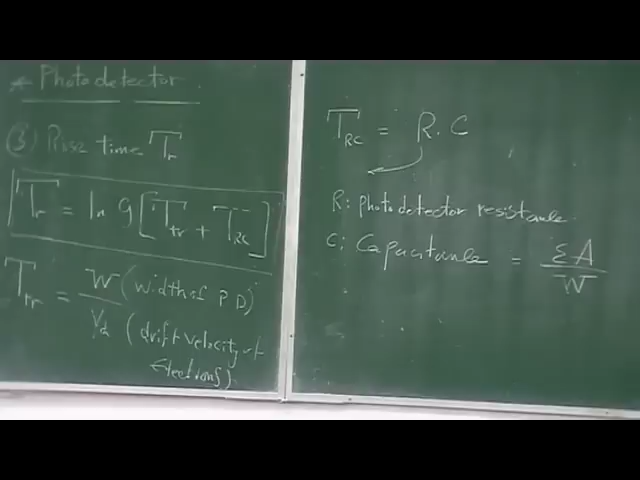 * Photodetector.
③ Rise time Tr
Tr = ln 9 [Ttr + TRC]
Ttr = W (width of P D)
Vd (drift velocity of
electrons)
TRC = R.C
R: photodetector resistance
C: Capacitance = εA
W